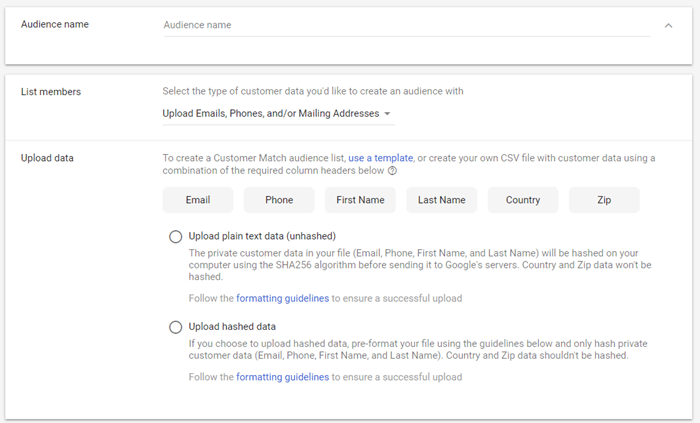 Audience name
Audience name
List members
Select the type of customer data you'd like to create an audience with
Upload Emails, Phones, and/or Mailing Addresses
Upload data
To create a Customer Match audience list, use a template, or create your own CSV file with customer data using a
combination of the required column headers below
Email
Phone
First Name
Last Name
Country
Zip
Upload plain text data (unhashed)
The private customer data in your file (Email, Phone, First Name, and Last Name) will be hashed on your
computer using the SHA256 algorithm before sending it to Google's servers. Country and Zip data won't be
hashed.
Follow the formatting guidelines to ensure a successful upload
Upload hashed data
If you choose to upload hashed data, pre-format your file using the guidelines below and only hash private
customer data (Email, Phone, First Name, and Last Name). Country and Zip data shouldn't be hashed.
Follow the formatting guidelines to ensure a successful upload